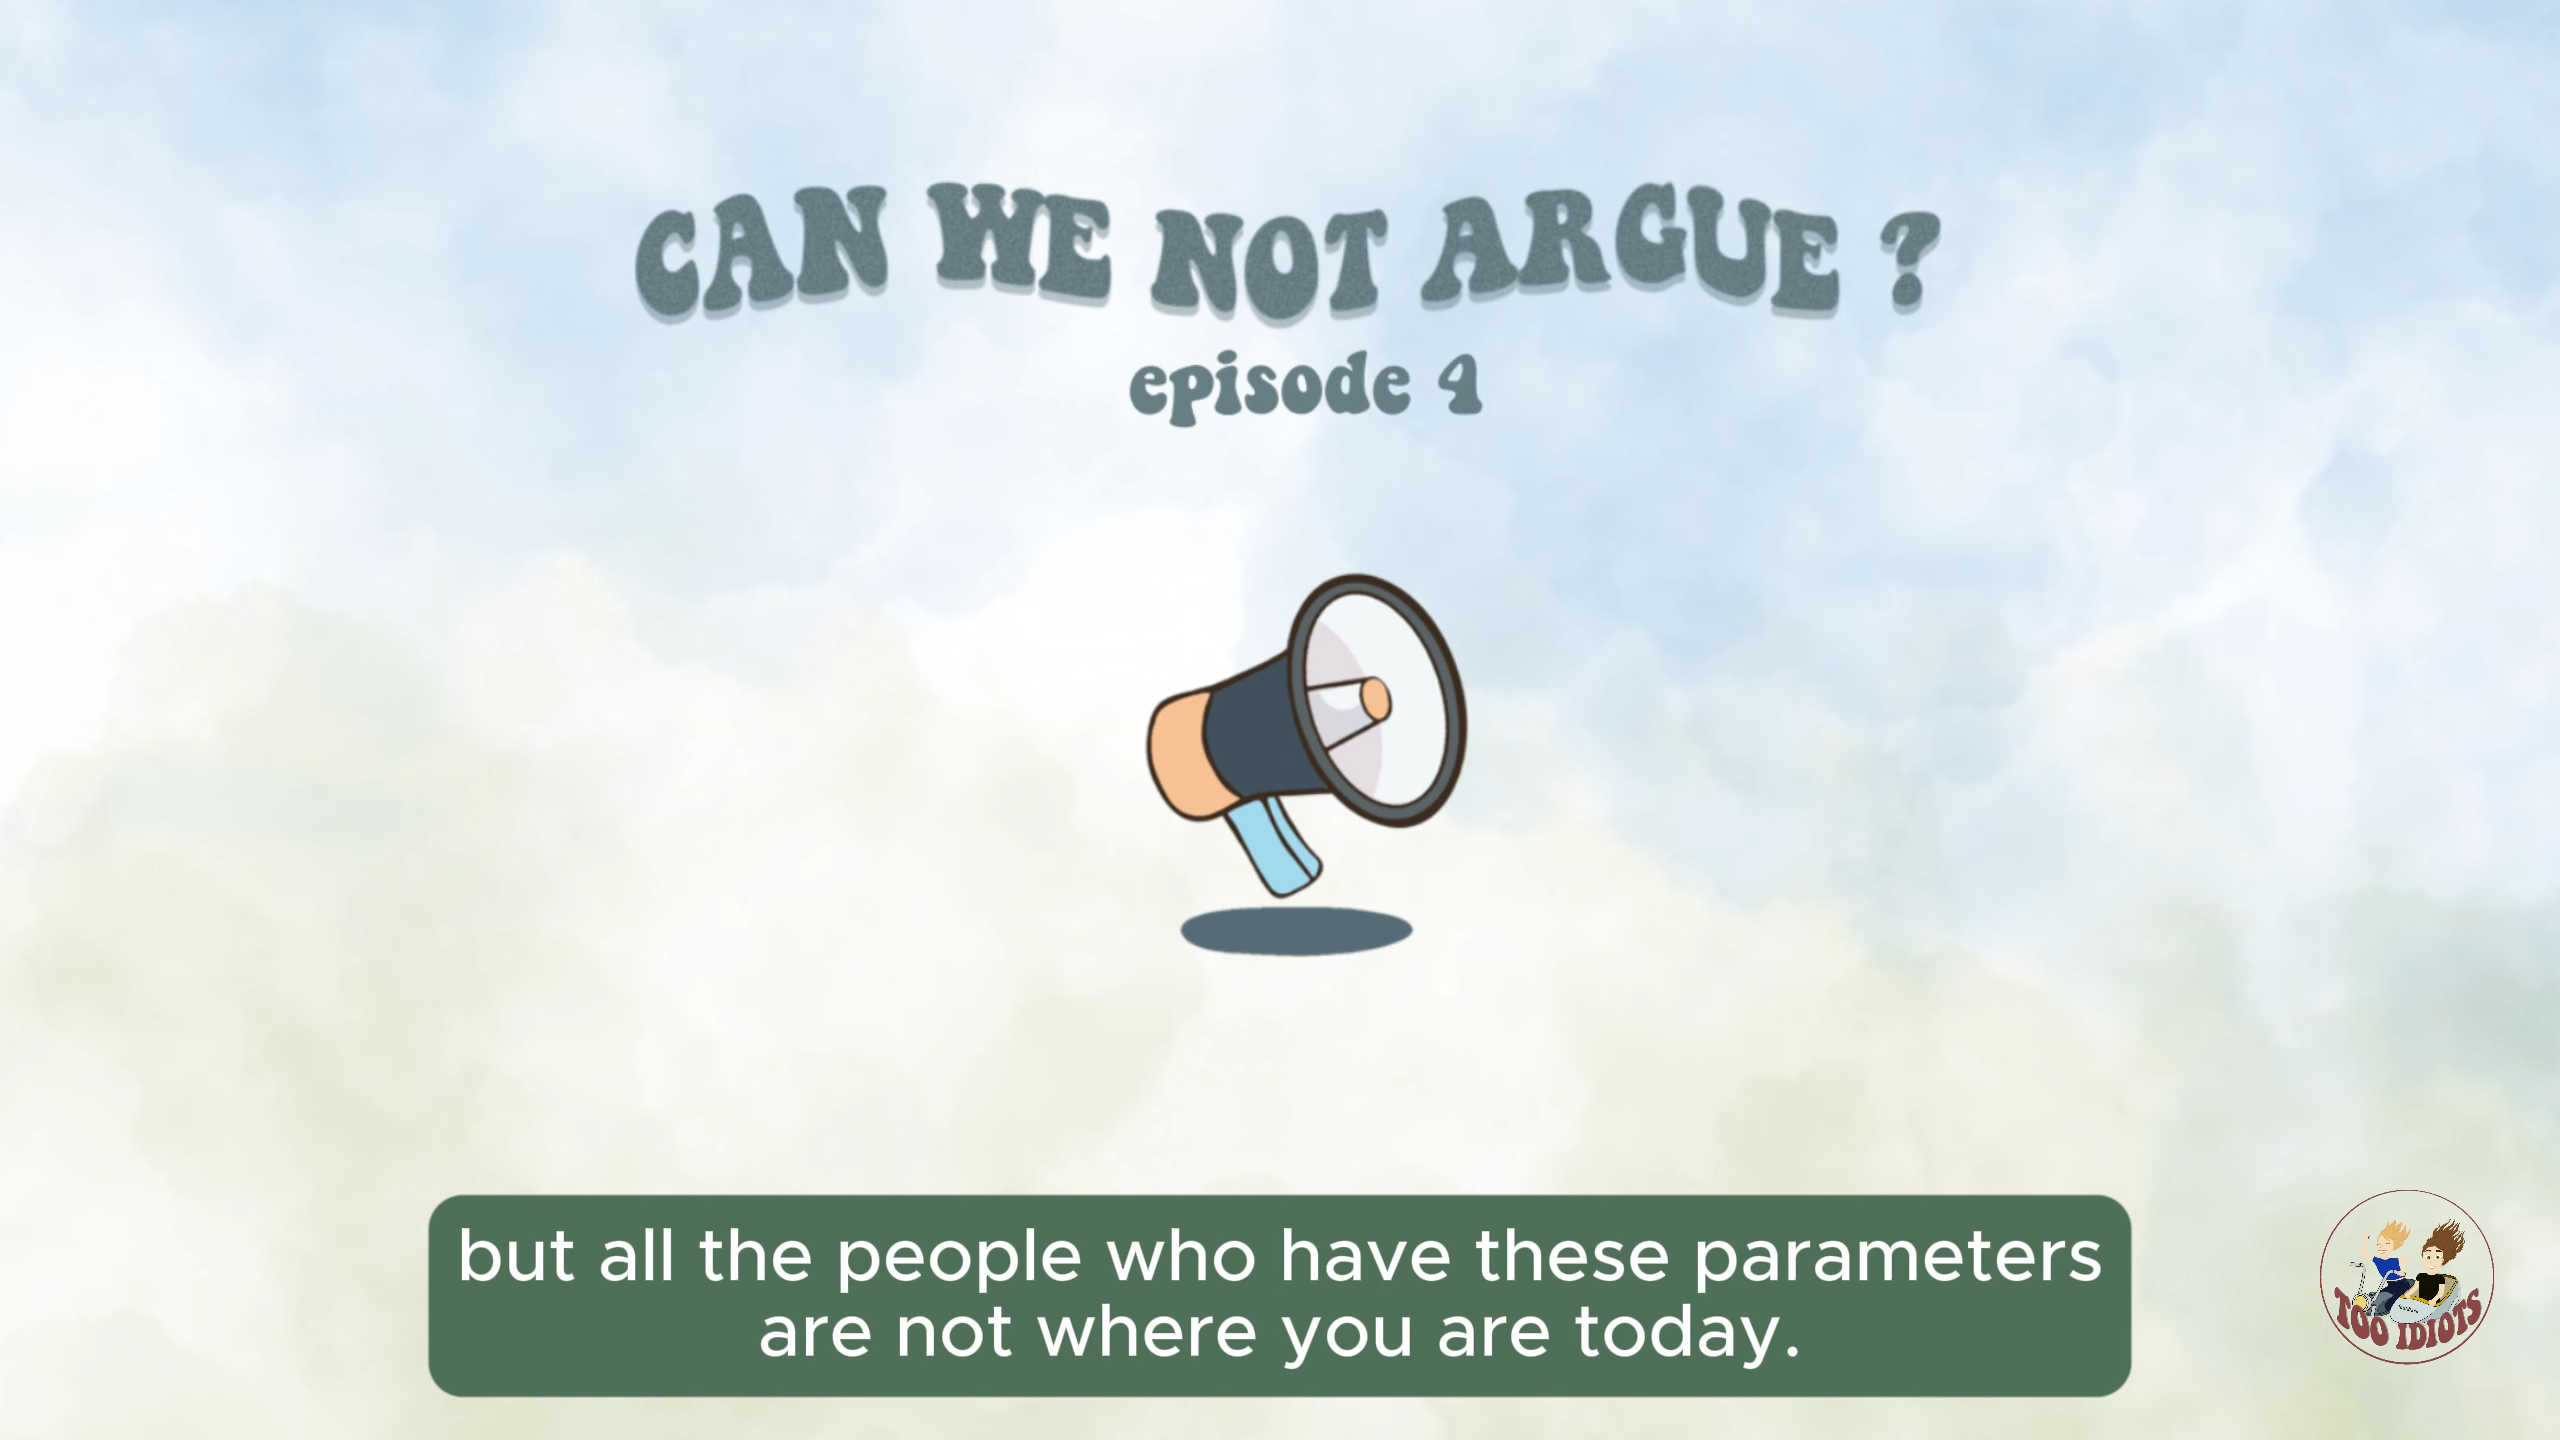 CAN WE NOT ARGUE ?
episode 4
but all the people who have these parameters
are not where you are today.
TOO IDIOTS